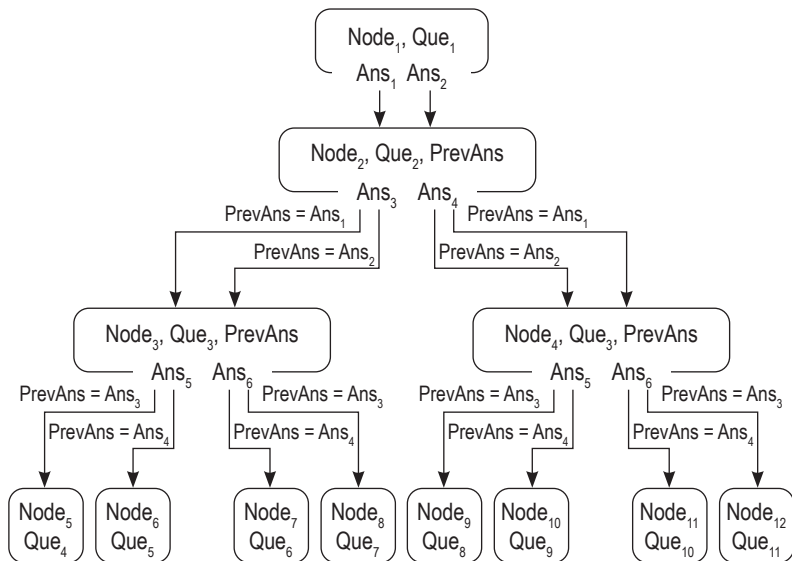 Node₁, Que₁
Ans₁ Ans₂
Node₂, Que₂, PrevAns
Ans₃ Ans₄
PrevAns = Ans₁ PrevAns = Ans₁
PrevAns = Ans₂ PrevAns = Ans₂
Node₃, Que₃, PrevAns Node₄, Que₃, PrevAns
Ans₅ Ans₆ Ans₅ Ans₆
PrevAns = Ans₃ PrevAns = Ans₃ PrevAns = Ans₃ PrevAns = Ans₃
PrevAns = Ans₄ PrevAns = Ans₄ PrevAns = Ans₄ PrevAns = Ans₄
Node₅ Node₆ Node₇ Node₈ Node₉ Node₁₀ Node₁₁ Node₁₂
Que₄ Que₅ Que₆ Que₇ Que₈ Que₉ Que₁₀ Que₁₁